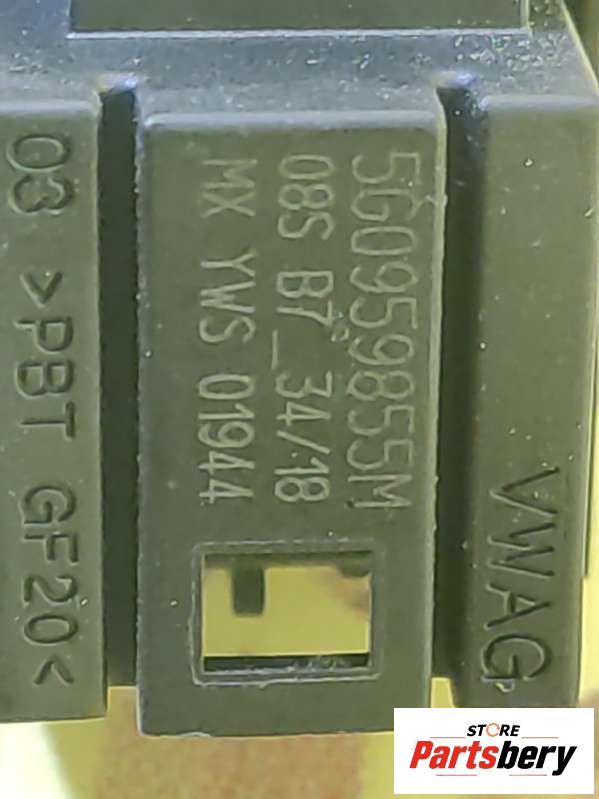 03 >PBT GF20<
5G0959855M
08S B7_34/18
MX YWS 01944
VWAG
STORE
Partsbery